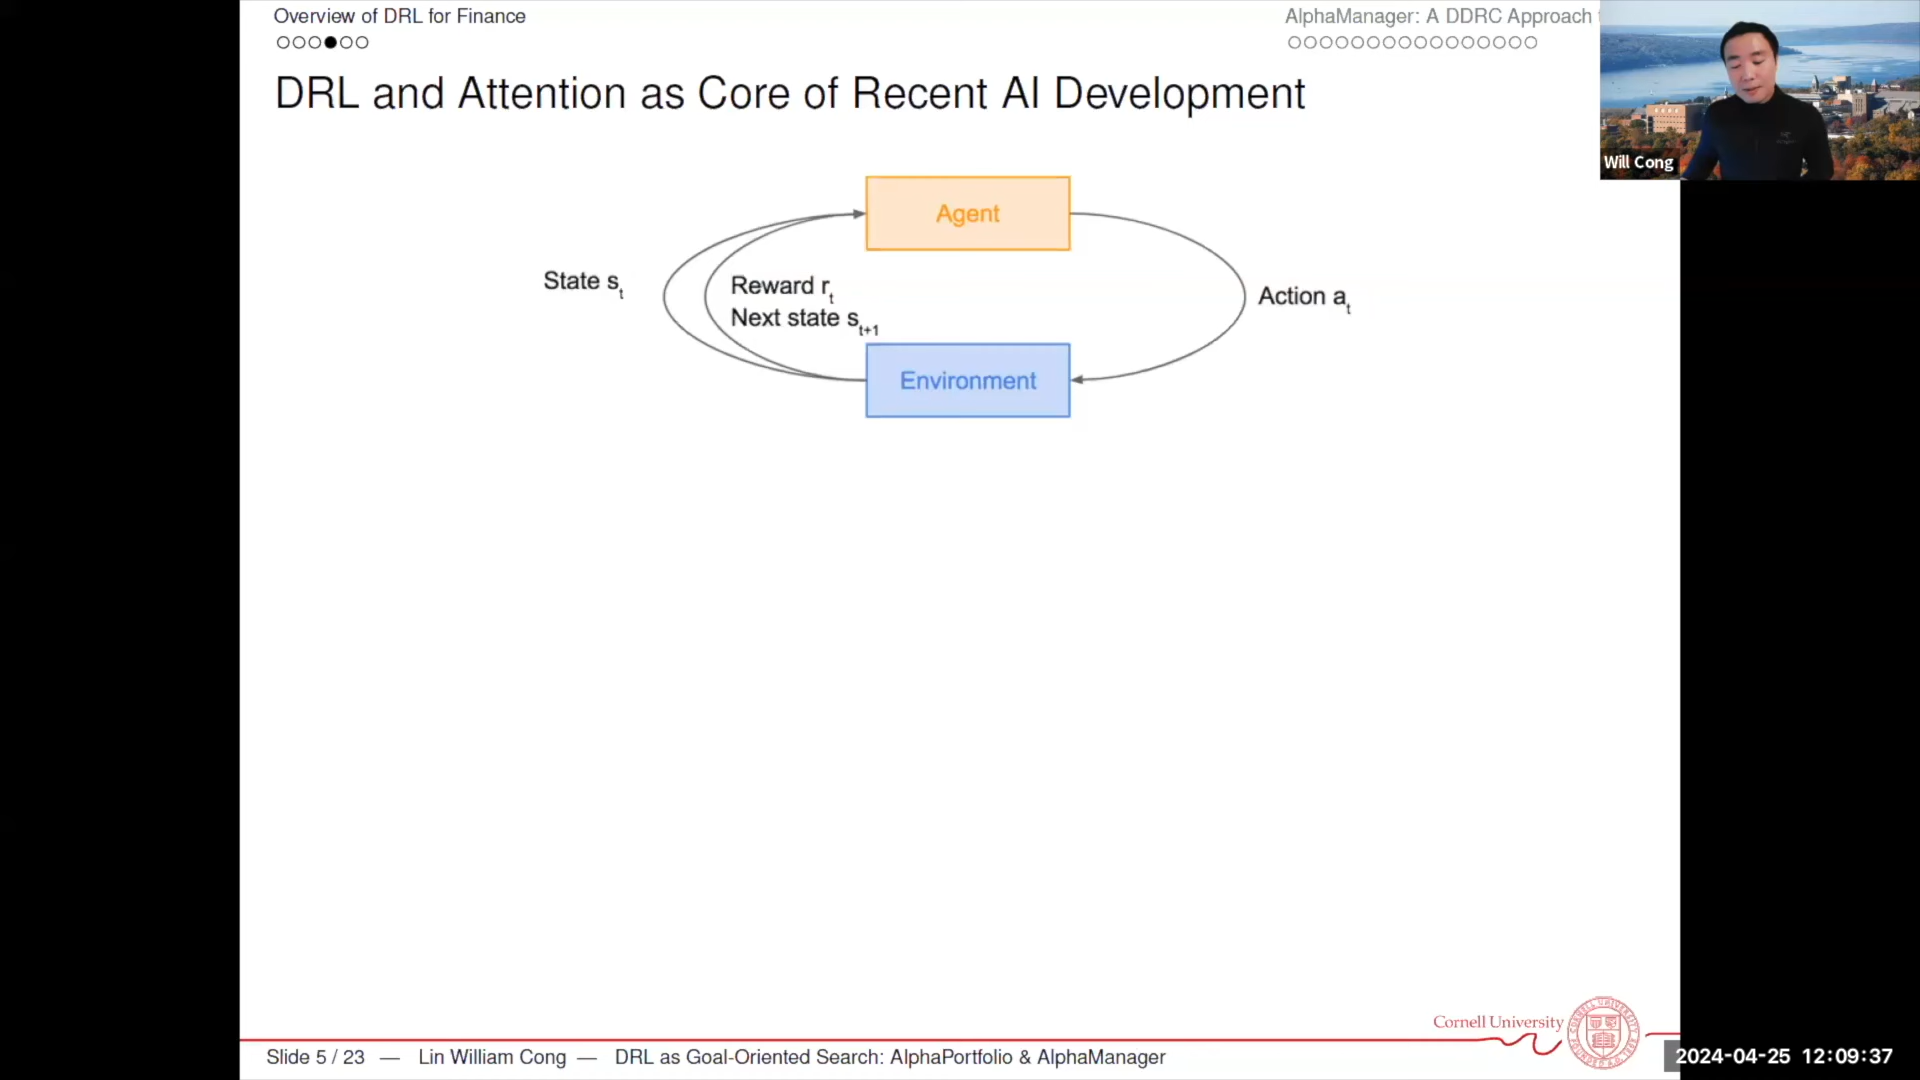 Overview of DRL for Finance
AlphaManager: A DDRC Approach
Will Cong
DRL and Attention as Core of Recent AI Development
Agent
State s_t
Reward r_t
Next state s_t+1
Action a_t
Environment
Cornell University
Slide 5 / 23 — Lin William Cong — DRL as Goal-Oriented Search: AlphaPortfolio & AlphaManager
2024-04-25 12:09:37